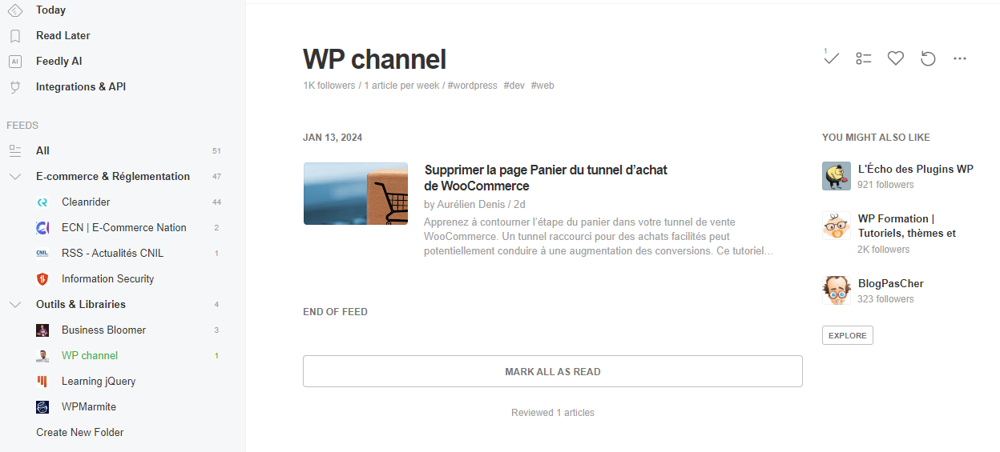 Today
Read Later
AI
Feedly AI
Integrations & API
FEEDS
All 51
E-commerce & Réglementation 47
Cleanrider 44
ECN | E-Commerce Nation 2
CNIL
RSS - Actualités CNIL 1
Information Security
Outils & Librairies 4
Business Bloomer 3
WP channel 1
Learning jQuery
WPMarmite
Create New Folder
WP channel
1
1K followers / 1 article per week / #wordpress #dev #web
JAN 13, 2024
Supprimer la page Panier du tunnel d’achat
de WooCommerce
by Aurélien Denis / 2d
Apprenez à contourner l’étape du panier dans votre tunnel de vente
WooCommerce. Un tunnel raccourci pour des achats facilités peut
potentiellement conduire à une augmentation des conversions. Ce tutoriel…
END OF FEED
MARK ALL AS READ
Reviewed 1 articles
YOU MIGHT ALSO LIKE
L'Écho des Plugins WP
921 followers
WP Formation |
Tutoriels, thèmes et
2K followers
BlogPasCher
323 followers
EXPLORE